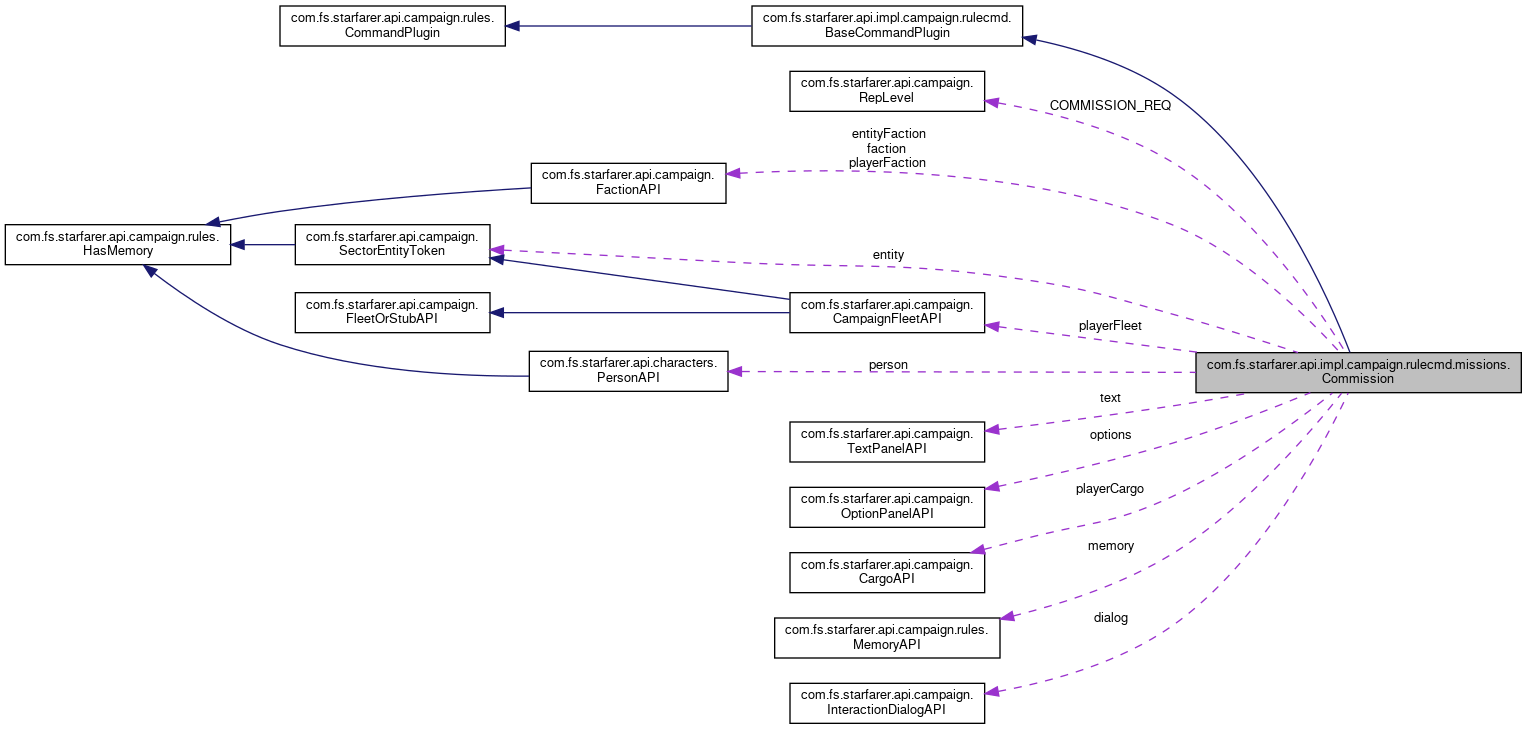 com.fs.starfarer.api.campaign.rules.
CommandPlugin
com.fs.starfarer.api.impl.campaign.rulecmd.
BaseCommandPlugin
com.fs.starfarer.api.campaign.
RepLevel
COMMISSION_REQ
entityFaction
faction
playerFaction
com.fs.starfarer.api.campaign.
FactionAPI
com.fs.starfarer.api.campaign.rules.
HasMemory
com.fs.starfarer.api.campaign.
SectorEntityToken
entity
com.fs.starfarer.api.campaign.
FleetOrStubAPI
com.fs.starfarer.api.campaign.
CampaignFleetAPI
playerFleet
com.fs.starfarer.api.characters.
PersonAPI
person
com.fs.starfarer.api.impl.campaign.rulecmd.missions.
Commission
text
com.fs.starfarer.api.campaign.
TextPanelAPI
options
com.fs.starfarer.api.campaign.
OptionPanelAPI
playerCargo
com.fs.starfarer.api.campaign.
CargoAPI
memory
com.fs.starfarer.api.campaign.rules.
MemoryAPI
dialog
com.fs.starfarer.api.campaign.
InteractionDialogAPI